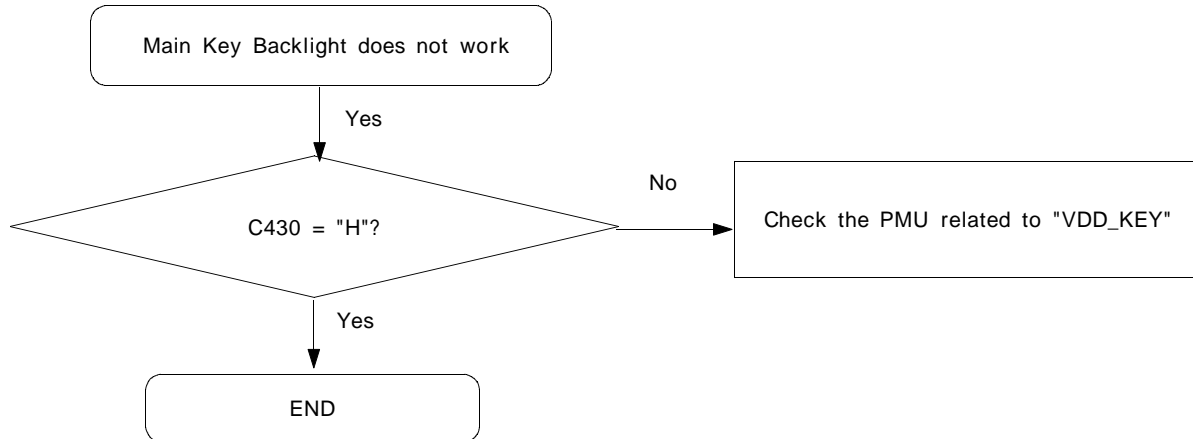 Main Key Backlight does not work
Yes
No
C430 = "H"?
Check the PMU related to "VDD_KEY"
Yes
END